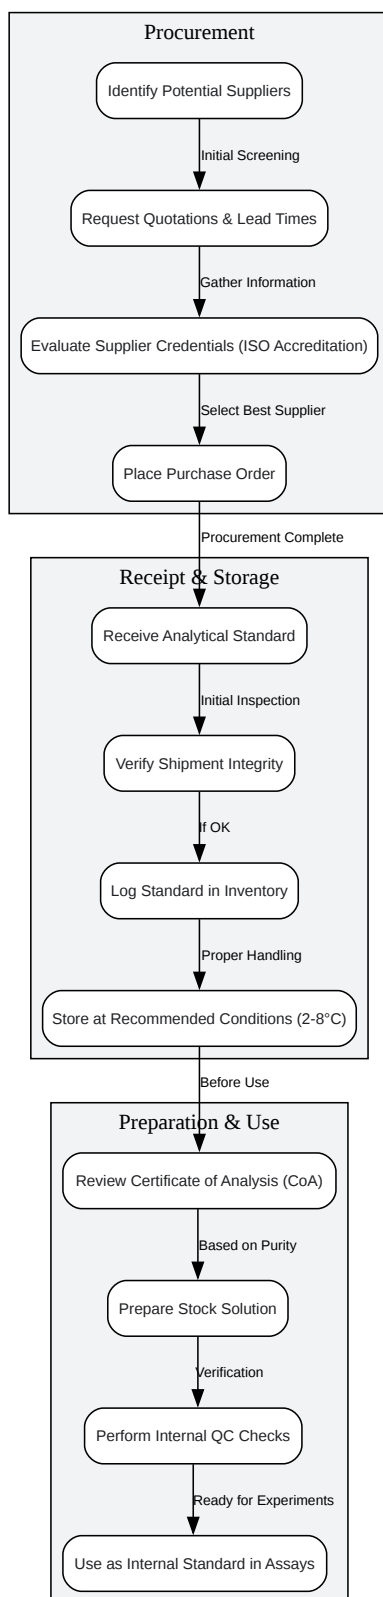 Procurement
Identify Potential Suppliers
Initial Screening
Request Quotations & Lead Times
Gather Information
Evaluate Supplier Credentials (ISO Accreditation)
Select Best Supplier
Place Purchase Order
Procurement Complete
Receipt & Storage
Receive Analytical Standard
Initial Inspection
Verify Shipment Integrity
If OK
Log Standard in Inventory
Proper Handling
Store at Recommended Conditions (2-8°C)
Before Use
Preparation & Use
Review Certificate of Analysis (CoA)
Based on Purity
Prepare Stock Solution
Verification
Perform Internal QC Checks
Ready for Experiments
Use as Internal Standard in Assays